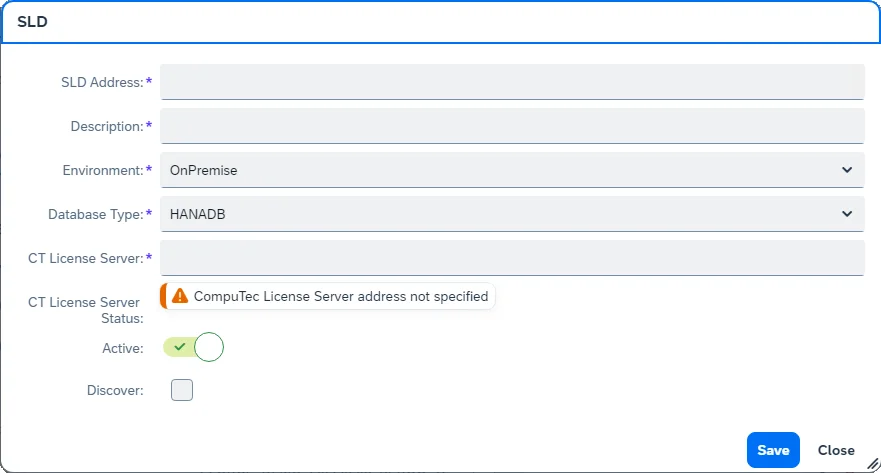 SLD
SLD Address:*
Description:*
Environment:* OnPremise
Database Type:* HANADB
CT License Server:*
CT License Server Status: CompuTec License Server address not specified
Active:
Discover:
Save Close